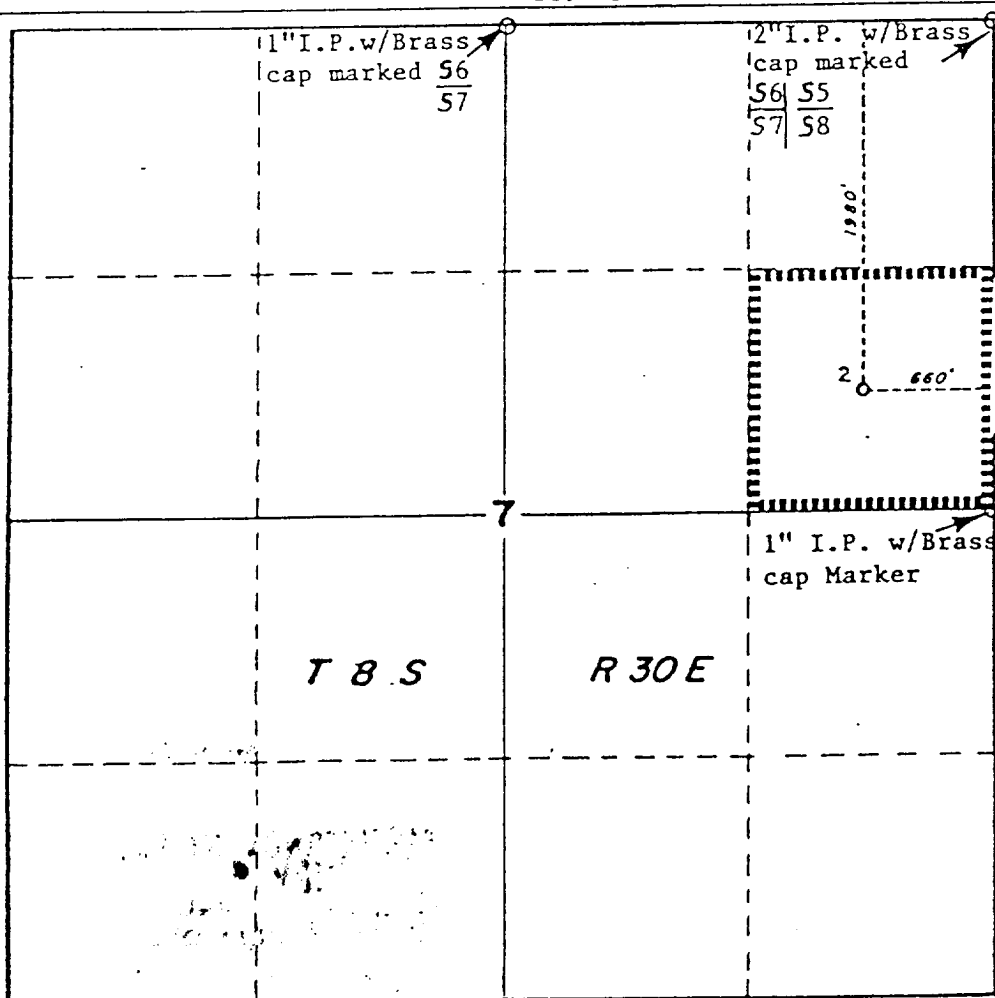 1"I.P.w/Brass
cap marked S6
S7
2"I.P. w/Brass
cap marked
S6 S5
S7 S8
1980'
2
660'
7
1" I.P. w/Brass
cap Marker
T 8 S
R 30 E